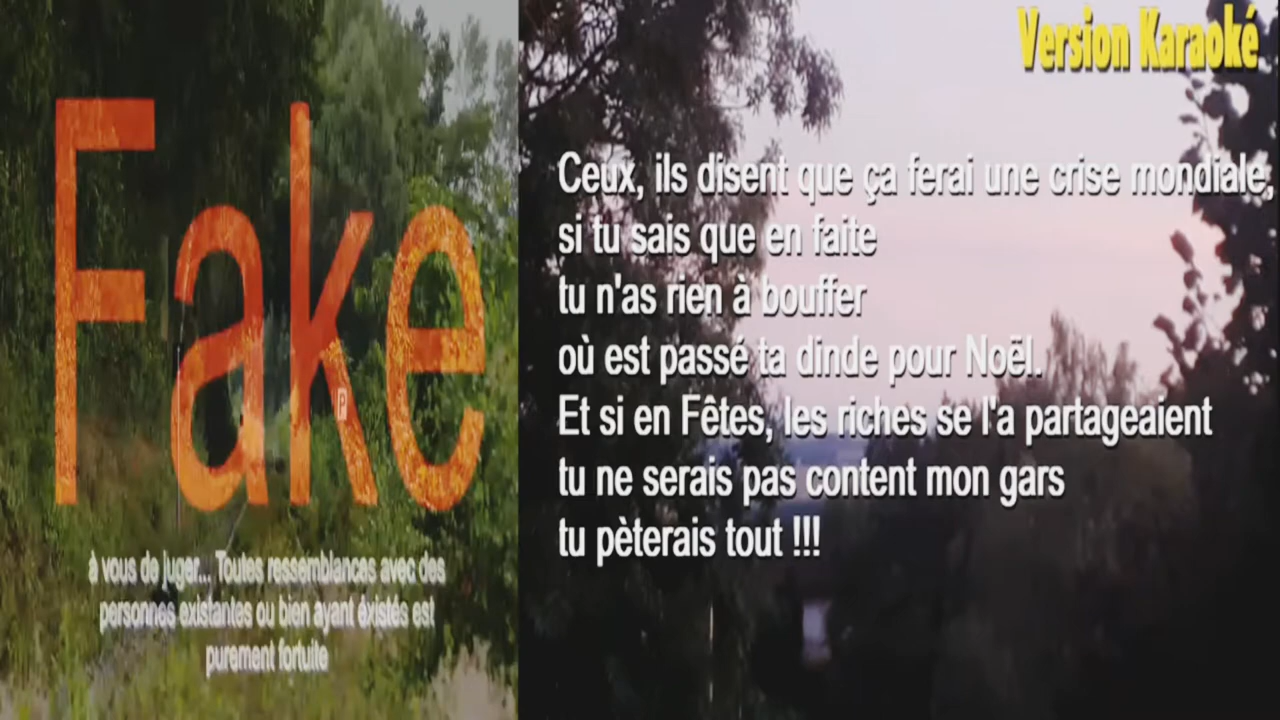 Fake
à vous de juger... Toutes ressemblances avec des
personnes existantes ou bien ayant éxistés est
purement fortuite
Version Karaoké
Ceux, ils disent que ça ferai une crise mondiale,
si tu sais que en faite
tu n'as rien à bouffer
où est passé ta dinde pour Noël.
Et si en Fêtes, les riches se l'a partageaient
tu ne serais pas content mon gars
tu pèterais tout !!!
P